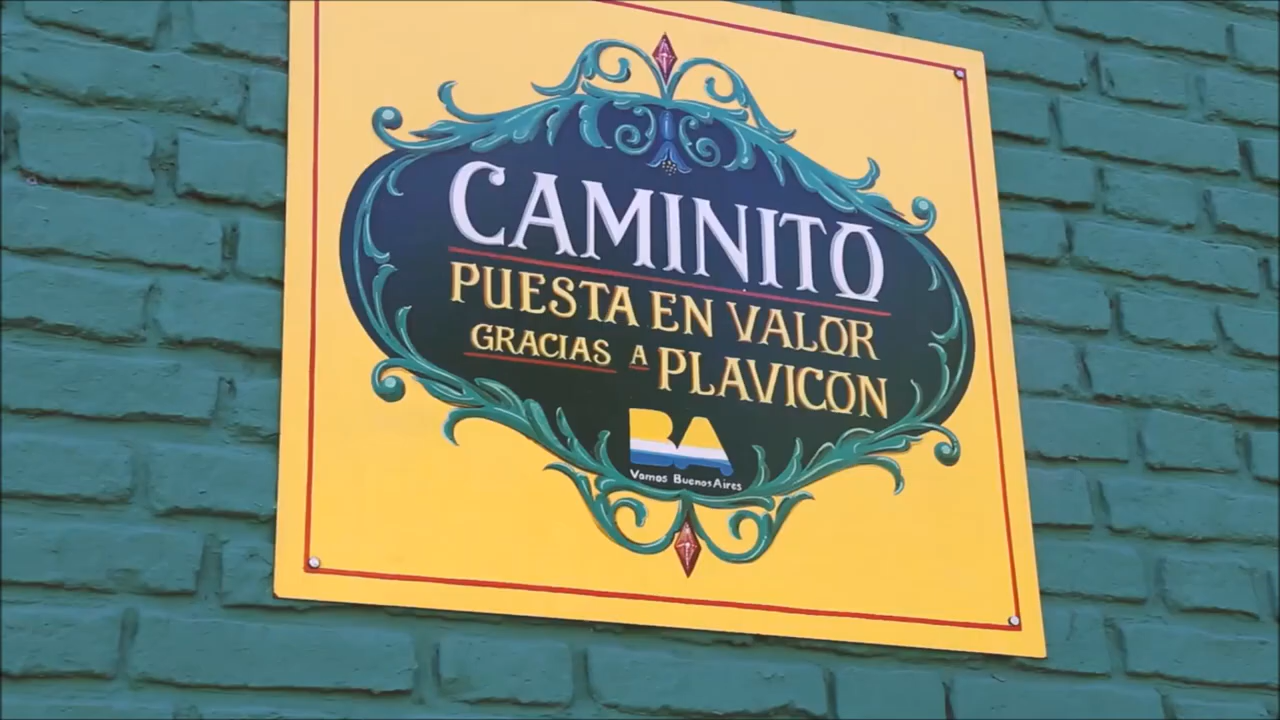 CAMINITO
PUESTA EN VALOR
GRACIAS A PLAVICON
BA
Vamos Buenos Aires